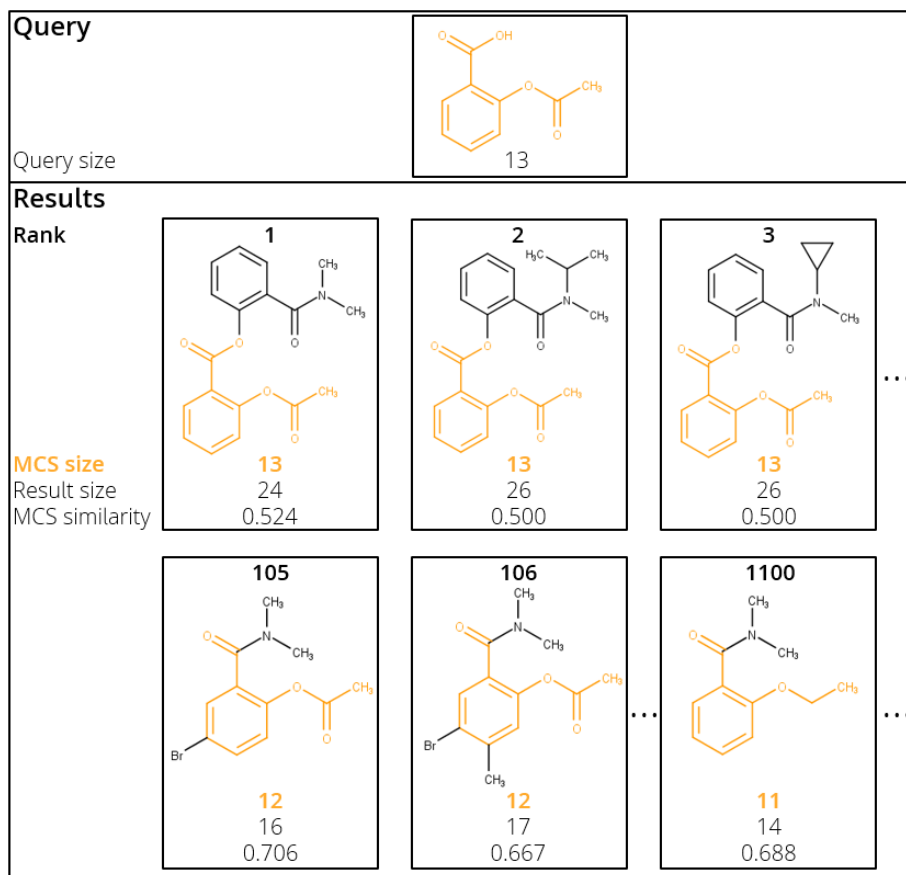 Query
O
OH
O
CH3
O
Query size
13
Results
Rank
1
2
3
CH3
N
CH3
O
O
O
O
CH3
O
H3C
CH3
N
CH3
O
O
O
O
CH3
O
N
CH3
O
O
O
O
CH3
O
...
MCS size
13
13
13
Result size
24
26
26
MCS similarity
0.524
0.500
0.500
105
106
1100
CH3
O
N
CH3
O
CH3
O
Br
CH3
O
N
CH3
O
CH3
O
Br
CH3
...
CH3
O
N
CH3
O
CH3
...
12
12
11
16
17
14
0.706
0.667
0.688